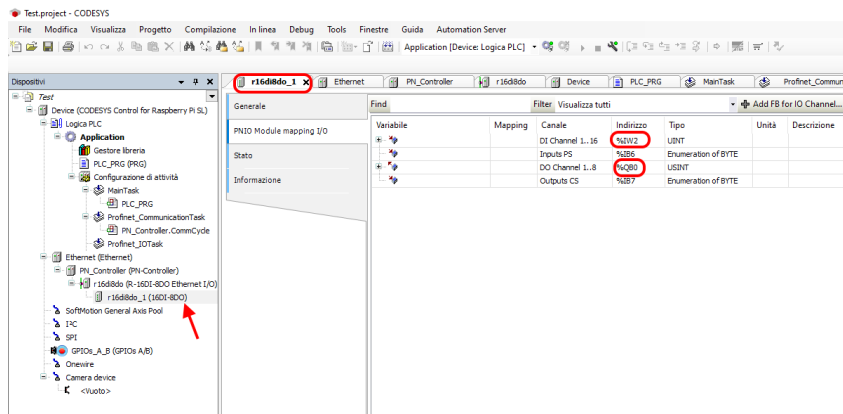 Test.project - CODESYS
File Modifica Visualizza Progetto Compilazione In linea Debug Tools Finestre Guida Automation Server
Application [Device: Logica PLC]
Dispositivi
r16di8do_1 X Ethernet PN_Controller r16di8do Device PLC_PRG MainTask Profinet_Commun
Test
Device (CODESYS Control for Raspberry Pi SL)
Logica PLC
Application
Gestore libreria
PLC_PRG (PRG)
Configurazione di attività
MainTask
PLC_PRG
Profinet_CommunicationTask
PN_Controller.CommCycle
Profinet_IOTask
Ethernet (Ethernet)
PN_Controller (PN-Controller)
r16di8do (R-16DI-8DO Ethernet I/O)
r16di8do_1 (16DI-8DO)
SoftMotion General Axis Pool
I²C
SPI
GPIOs_A_B (GPIOs A/B)
Onewire
Camera device
<Vuoto>
Generale
PNIO Module mapping I/O
Stato
Informazione
Find Filter Visualizza tutti Add FB for IO Channel...
Variabile Mapping Canale Indirizzo Tipo Unità Descrizione
DI Channel 1..16 %IW2 UINT
Inputs PS %IB6 Enumeration of BYTE
DO Channel 1..8 %QB0 USINT
Outputs CS %IB7 Enumeration of BYTE